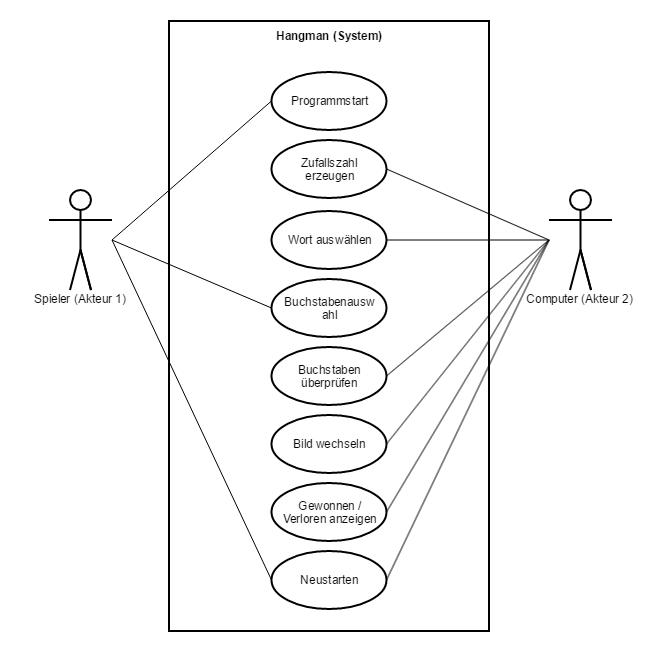 Hangman (System)
Programmstart
Zufallszahl
erzeugen
Wort auswählen
Buchstabenausw
ahl
Buchstaben
überprüfen
Bild wechseln
Gewonnen /
Verloren anzeigen
Neustarten
Spieler (Akteur 1)
Computer (Akteur 2)